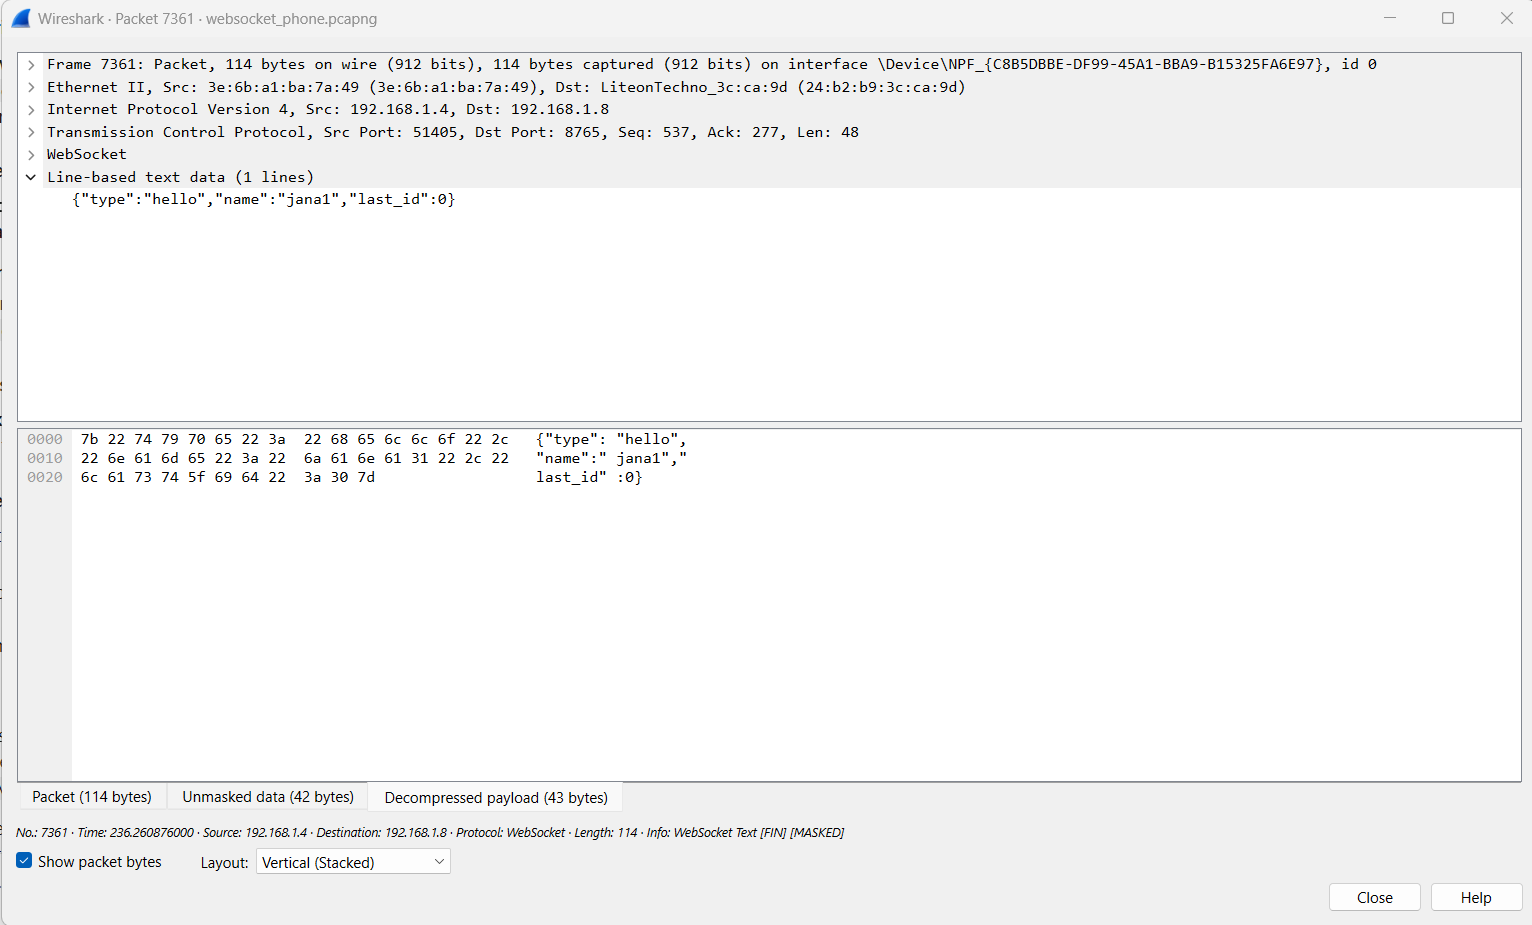 Wireshark · Packet 7361 · websocket_phone.pcapng
Frame 7361: Packet, 114 bytes on wire (912 bits), 114 bytes captured (912 bits) on interface \Device\NPF_{C8B5DBBE-DF99-45A1-BBA9-B15325FA6E97}, id 0
Ethernet II, Src: 3e:6b:a1:ba:7a:49 (3e:6b:a1:ba:7a:49), Dst: LiteonTechno_3c:ca:9d (24:b2:b9:3c:ca:9d)
Internet Protocol Version 4, Src: 192.168.1.4, Dst: 192.168.1.8
Transmission Control Protocol, Src Port: 51405, Dst Port: 8765, Seq: 537, Ack: 277, Len: 48
WebSocket
Line-based text data (1 lines)
{"type":"hello","name":"jana1","last_id":0}
0000 7b 22 74 79 70 65 22 3a 22 68 65 6c 6c 6f 22 2c {"type": "hello",
0010 22 6e 61 6d 65 22 3a 22 6a 61 6e 61 31 22 2c 22 "name":" jana1","
0020 6c 61 73 74 5f 69 64 22 3a 30 7d last_id" :0}
Packet (114 bytes) Unmasked data (42 bytes) Decompressed payload (43 bytes)
No.: 7361 · Time: 236.260876000 · Source: 192.168.1.4 · Destination: 192.168.1.8 · Protocol: WebSocket · Length: 114 · Info: WebSocket Text [FIN] [MASKED]
Show packet bytes Layout: Vertical (Stacked)
Close Help